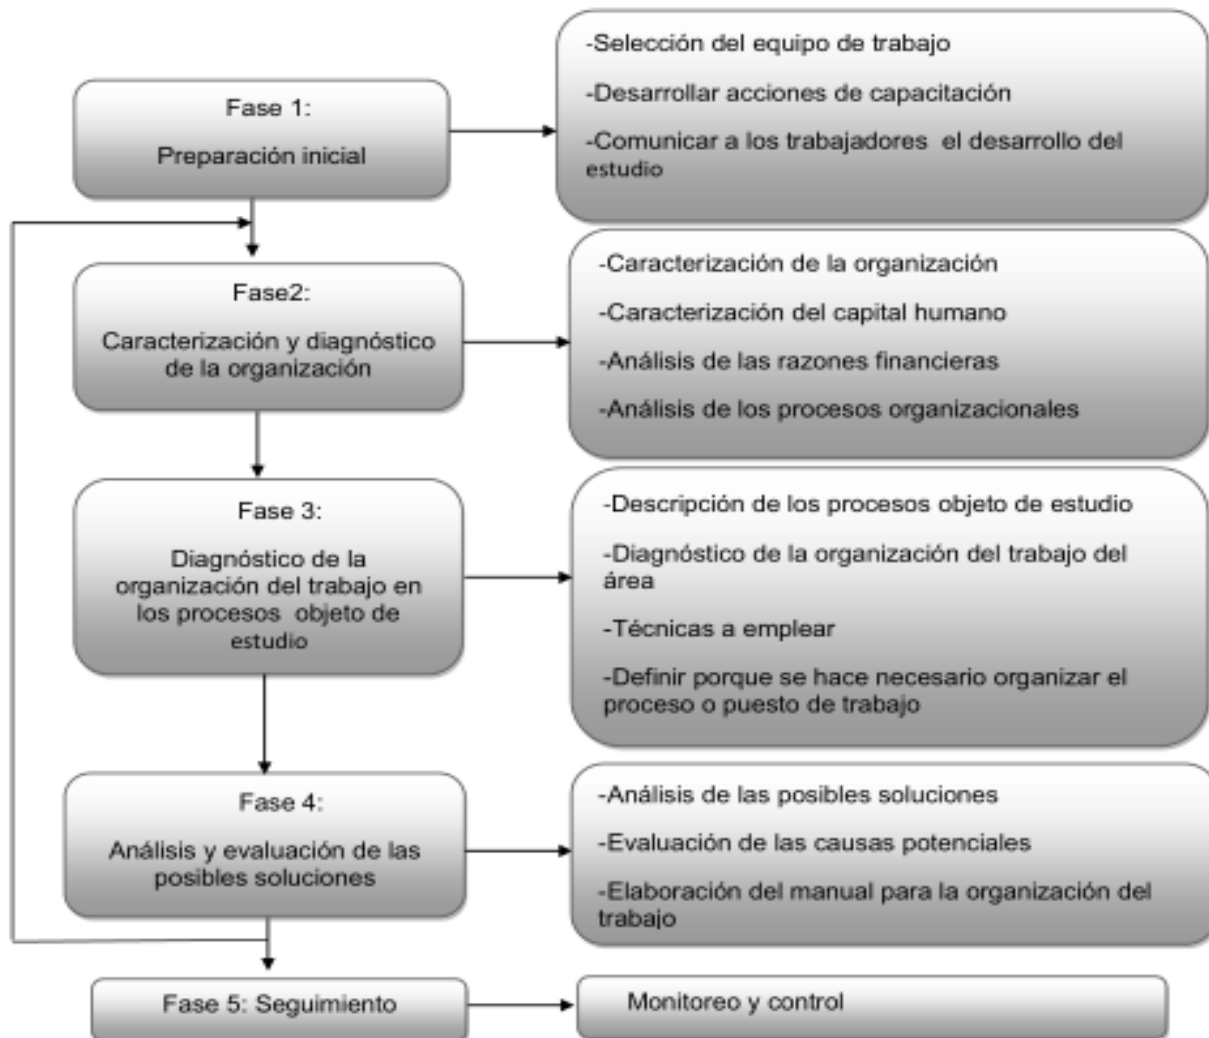 Fase 1:
Preparación inicial
-Selección del equipo de trabajo
-Desarrollar acciones de capacitación
-Comunicar a los trabajadores el desarrollo del
estudio
Fase2:
Caracterización y diagnóstico
de la organización
-Caracterización de la organización
-Caracterización del capital humano
-Análisis de las razones financieras
-Análisis de los procesos organizacionales
Fase 3:
Diagnóstico de la
organización del trabajo en
los procesos objeto de
estudio
-Descripción de los procesos objeto de estudio
-Diagnóstico de la organización del trabajo del
área
-Técnicas a emplear
-Definir porque se hace necesario organizar el
proceso o puesto de trabajo
Fase 4:
Análisis y evaluación de las
posibles soluciones
-Análisis de las posibles soluciones
-Evaluación de las causas potenciales
-Elaboración del manual para la organización del
trabajo
Fase 5: Seguimiento
Monitoreo y control